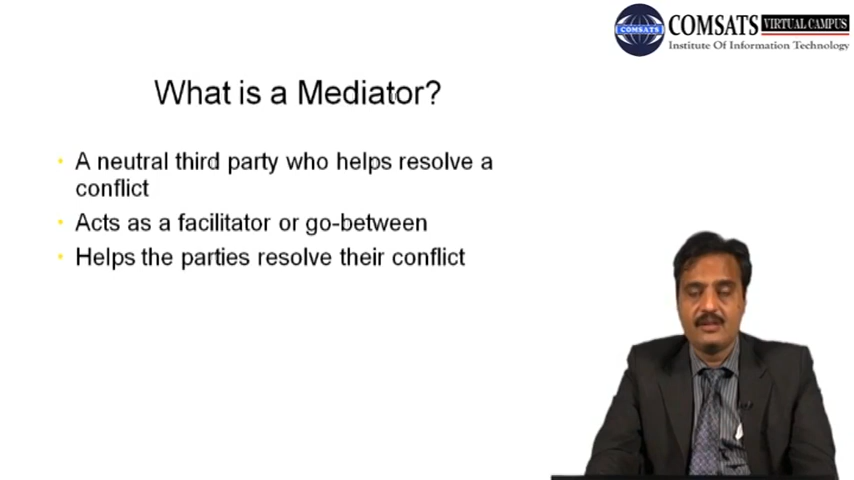 COMSATS VIRTUAL CAMPUS
COMSATS
Institute Of Information Technology
What is a Mediator?
A neutral third party who helps resolve a
conflict
Acts as a facilitator or go-between
Helps the parties resolve their conflict